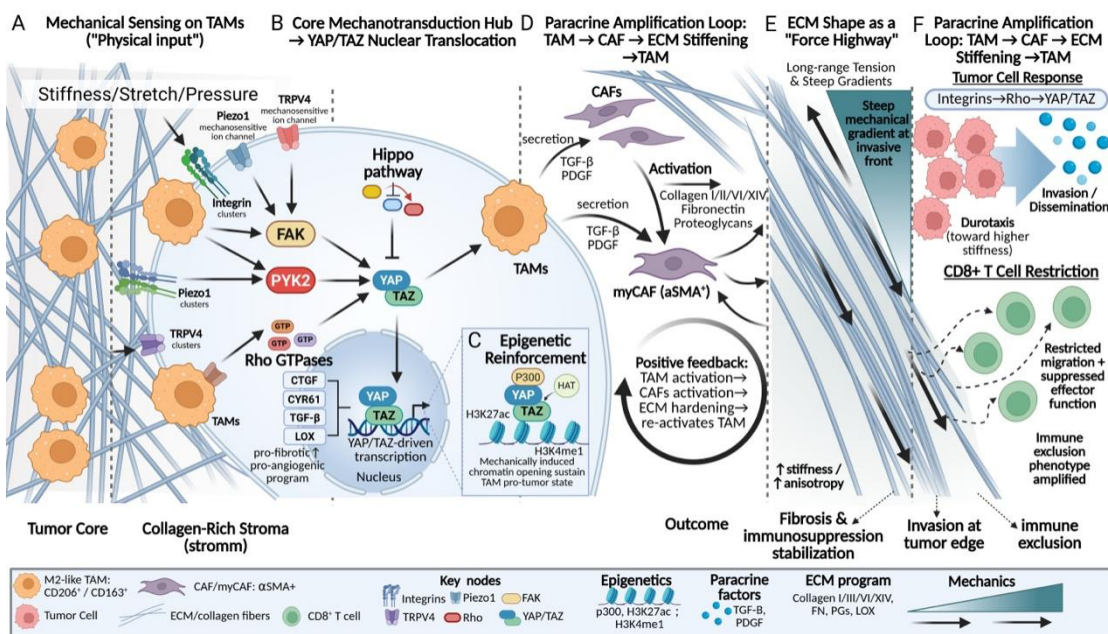 A
Mechanical Sensing on TAMs
("Physical input")
Stiffness/Stretch/Pressure
Piezo1
mechanosensitive
ion channel
TRPV4
mechanosensitive
ion channel
Integrin
clusters
Piezo1
clusters
TRPV4
clusters
TAMs
Tumor Core
Collagen-Rich Stroma
(stromm)
B
Core Mechanotransduction Hub
→ YAP/TAZ Nuclear Translocation
Hippo
pathway
FAK
PYK2
YAP
TAZ
GTP
GTP
GTP
Rho GTPases
CTGF
CYR61
TGF-β
LOX
pro-fibrotic↑
pro-angiogenic
program
YAP
TAZ
YAP/TAZ-driven
transcription
Nucleus
C
Epigenetic
Reinforcement
P300
YAP
HAT
TAZ
H3K27ac
H3K4me1
Mechanically induced
chromatin opening sustain
TAM pro-tumor state
TAMs
D
Paracrine Amplification Loop:
TAM → CAF → ECM Stiffening
→TAM
CAFs
secretion
TGF-β
PDGF
Activation
Collagen I/II/VI/XIV,
Fibronectin
Proteoglycans
secretion
TGF-β
PDGF
myCAF (aSMA⁺)
Positive feedback:
TAM activation→
CAFs activation→
ECM hardening→
re-activates TAM
Outcome
E
ECM Shape as a
"Force Highway"
Long-range Tension
& Steep Gradients
Steep
mechanical
gradient at
invasive
front
↑ stiffness /
↑ anisotropy
Fibrosis &
immunosuppression
stabilization
Invasion at
tumor edge
immune
exclusion
F
Paracrine Amplification
Loop: TAM → CAF → ECM
Stiffening →TAM
Tumor Cell Response
Integrins→Rho→YAP/TAZ
Invasion /
Dissemination
Durotaxis
(toward higher
stiffness)
CD8+ T Cell Restriction
Restricted
migration +
suppressed
effector
function
Immune
exclusion
phenotype
amplified
M2-like TAM:
CD206⁺ / CD163⁺
CAF/myCAF: αSMA+
Tumor Cell
ECM/collagen fibers
CD8⁺ T cell
Key nodes
Integrins
Piezo1
FAK
TRPV4
Rho
YAP/TAZ
Epigenetics
p300, H3K27ac ;
H3K4me1
Paracrine
factors
TGF-B,
PDGF
ECM program
Collagen I/III/VI/XIV,
FN, PGs, LOX
Mechanics